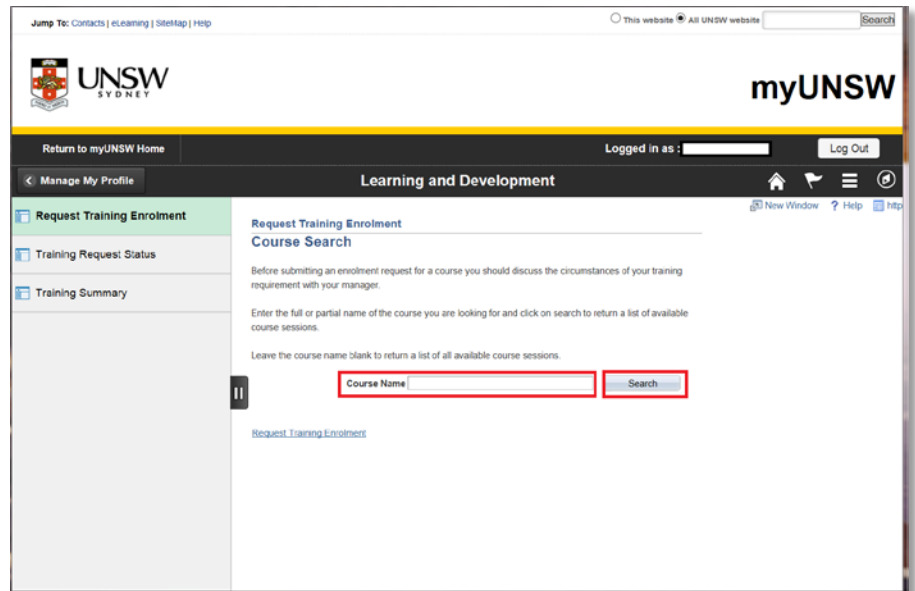 Jump To: Contacts | eLearning | SiteMap | Help
This website All UNSW website Search
UNSW
SYDNEY
myUNSW
Return to myUNSW Home Logged in as : Log Out
Manage My Profile Learning and Development
New Window ? Help http
Request Training Enrolment
Training Request Status
Training Summary
Request Training Enrolment
Course Search
Before submitting an enrolment request for a course you should discuss the circumstances of your training
requirement with your manager.
Enter the full or partial name of the course you are looking for and click on search to return a list of available
course sessions.
Leave the course name blank to return a list of all available course sessions.
Course Name Search
Request Training Enrolment